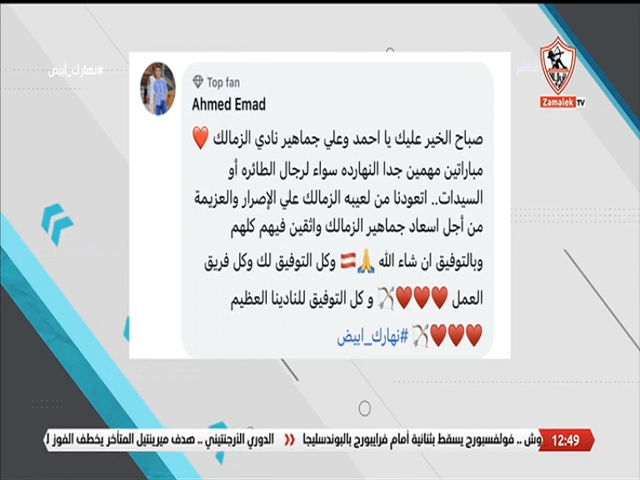 #نهارك_أبيض
Zamalek TV
Top fan
Ahmed Emad
صباح الخير عليك يا احمد وعلي جماهير نادي الزمالك ❤️
مباراتين مهمين جدا النهارده سواء لرجال الطائره أو
السيدات.. اتعودنا من لعيبه الزمالك علي الإصرار والعزيمة
من أجل اسعاد جماهير الزمالك واثقين فيهم كلهم
وبالتوفيق ان شاء الله 🙏🇦🇹 وكل التوفيق لك وكل فريق
العمل ❤️❤️❤️🏹 و كل التوفيق للنادينا العظيم
❤️❤️❤️🏹 #نهارك_ابيض
12:49
وش .. فولفسبورج يسقط بثنائية أمام فرايبورج بالبوندسليجا » الدوري الأرجنتيني .. هدف ميرينتيل المتأخر يخطف الفوز ل